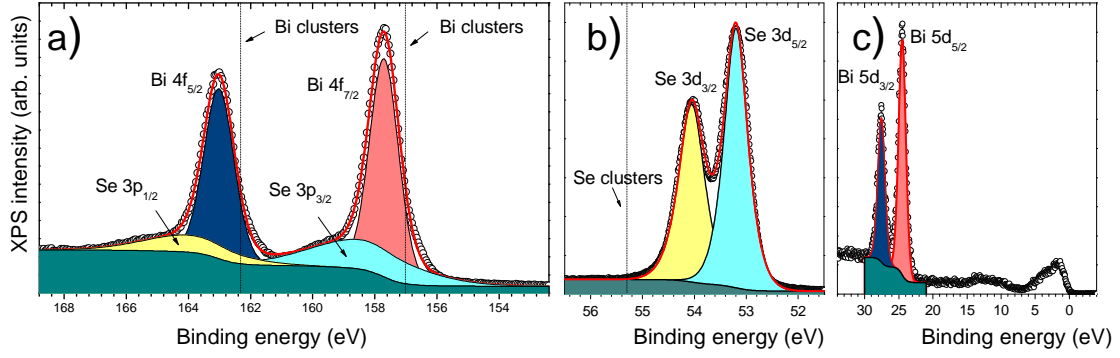 XPS intensity (arb. units)
a)
Bi clusters
Bi clusters
Bi 4f5/2
Bi 4f7/2
Se 3p1/2
Se 3p3/2
168 166 164 162 160 158 156 154
Binding energy (eV)
b)
Se 3d5/2
Se 3d3/2
Se clusters
56 55 54 53 52
Binding energy (eV)
c)
Bi 5d5/2
Bi 5d3/2
30 20 10 0
Binding energy (eV)